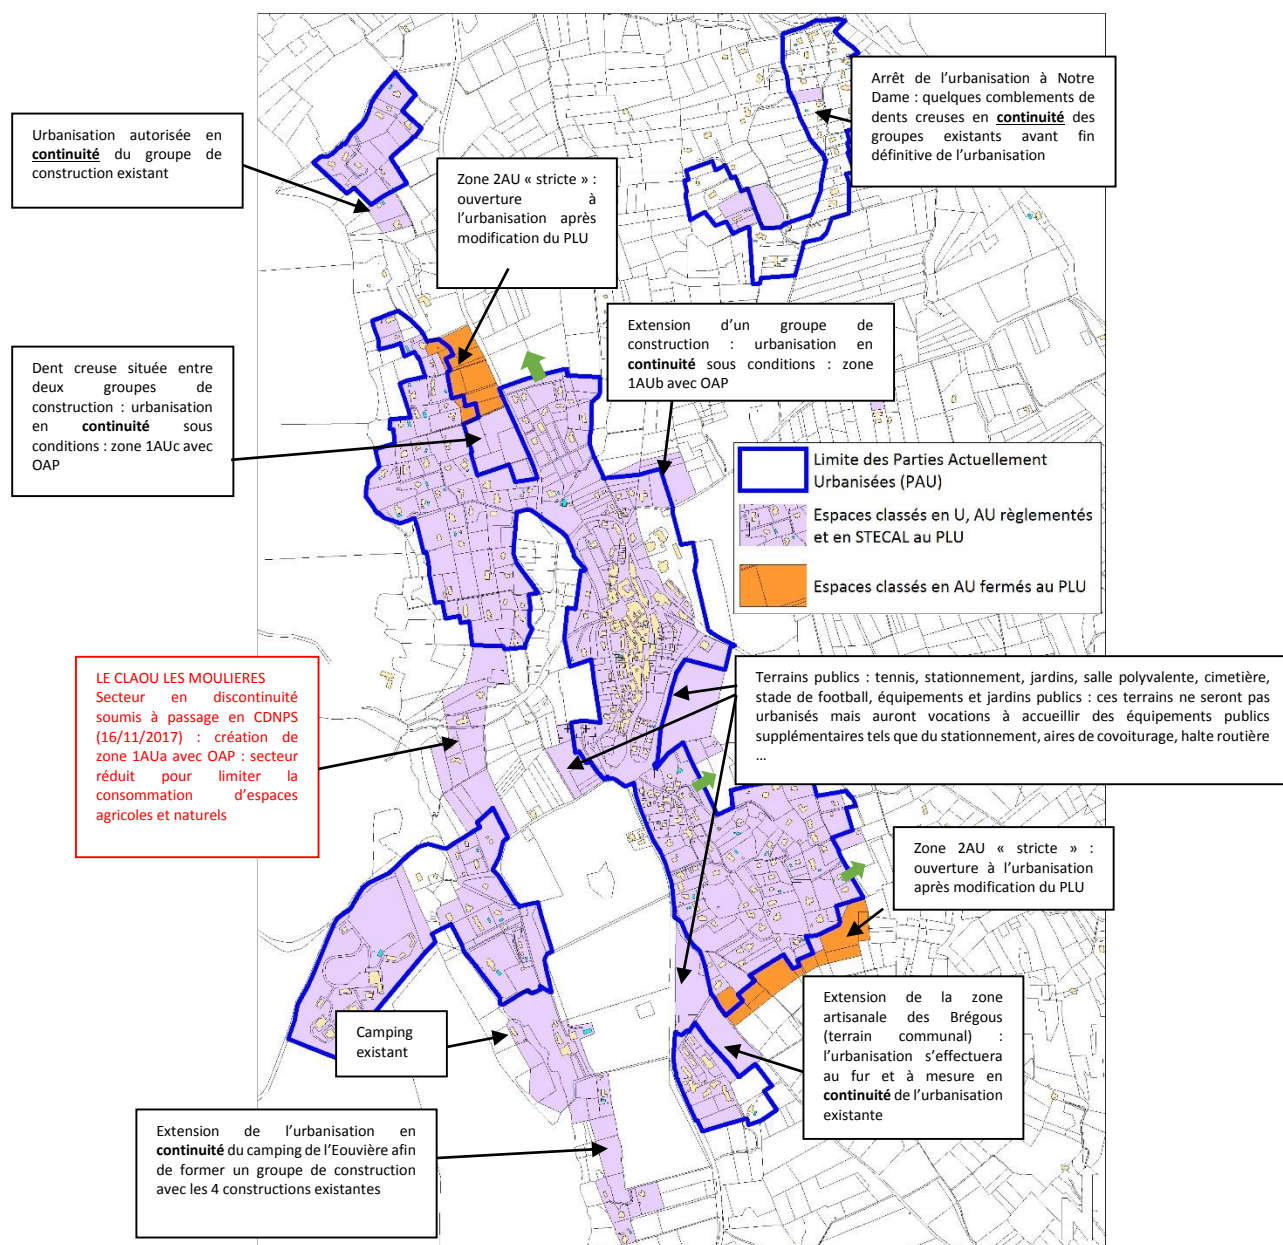 Arrêt de l’urbanisation à Notre
Dame : quelques comblements de
dents creuses en continuité des
groupes existants avant fin
définitive de l’urbanisation
Urbanisation autorisée en
continuité du groupe de
construction existant
Zone 2AU « stricte » :
ouverture à
l’urbanisation après
modification du PLU
Extension d’un groupe de
construction : urbanisation en
continuité sous conditions : zone
1AUb avec OAP
Dent creuse située entre
deux groupes de
construction : urbanisation
en continuité sous
conditions : zone 1AUc avec
OAP
Limite des Parties Actuellement
Urbanisées (PAU)
Espaces classés en U, AU règlementés
et en STECAL au PLU
Espaces classés en AU fermés au PLU
LE CLAOU LES MOULIERES
Secteur en discontinuité
soumis à passage en CDNPS
(16/11/2017) : création de
zone 1AUa avec OAP : secteur
réduit pour limiter la
consommation d’espaces
agricoles et naturels
Terrains publics : tennis, stationnement, jardins, salle polyvalente, cimetière,
stade de football, équipements et jardins publics : ces terrains ne seront pas
urbanisés mais auront vocations à accueillir des équipements publics
supplémentaires tels que du stationnement, aires de covoiturage, halte routière
…
Zone 2AU « stricte » :
ouverture à l’urbanisation
après modification du PLU
Extension de la zone
artisanale des Brégous
(terrain communal) :
l’urbanisation s’effectuera
au fur et à mesure en
continuité de l’urbanisation
existante
Camping
existant
Extension de l’urbanisation en
continuité du camping de l’Eouvière afin
de former un groupe de construction
avec les 4 constructions existantes